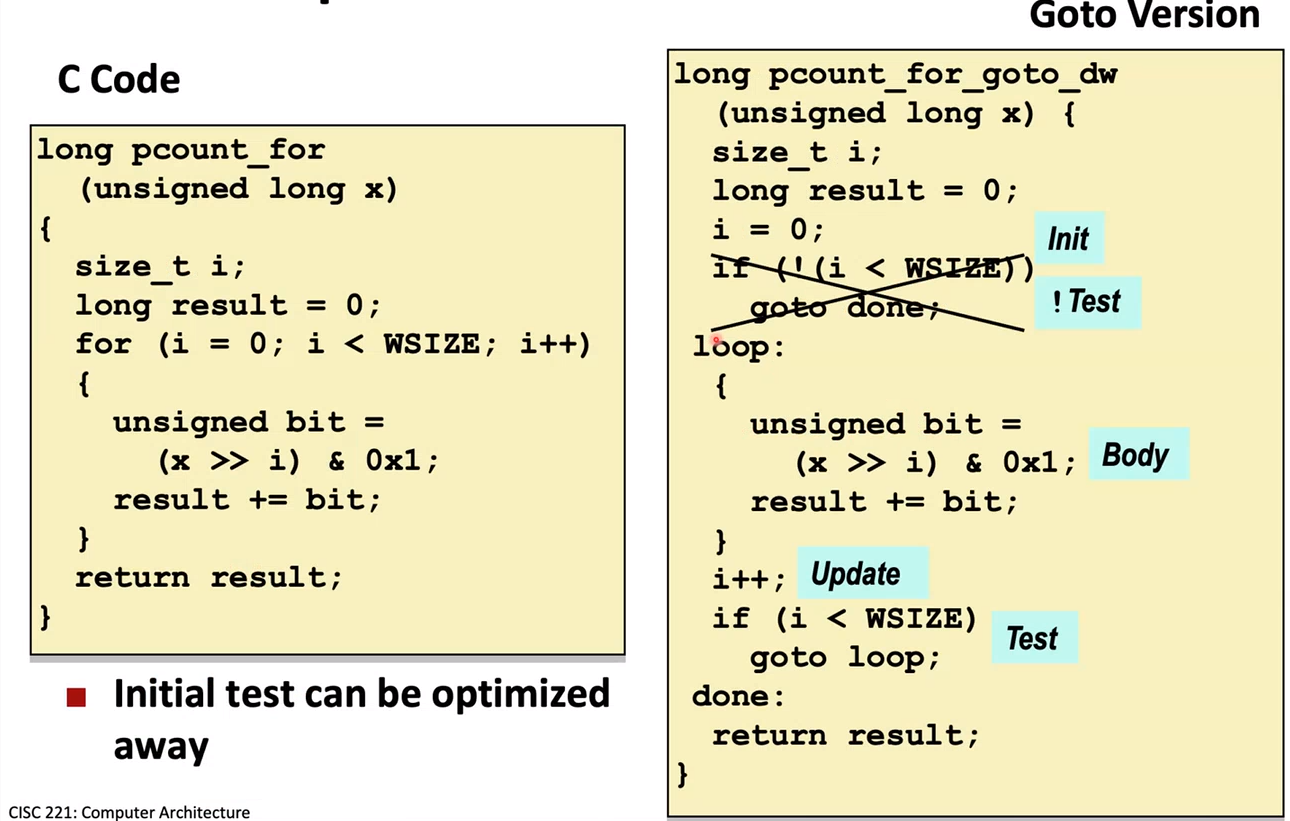 Goto Version
C Code
long pcount_for
(unsigned long x)
{
size_t i;
long result = 0;
for (i = 0; i < WSIZE; i++)
{
unsigned bit =
(x >> i) & 0x1;
result += bit;
}
return result;
}
Initial test can be optimized
away
long pcount_for_goto_dw
(unsigned long x) {
size_t i;
long result = 0;
i = 0;
Init
if (!(i < WSIZE))
goto done;
! Test
loop:
{
unsigned bit =
(x >> i) & 0x1;
Body
result += bit;
}
i++;
Update
if (i < WSIZE)
Test
goto loop;
done:
return result;
}
CISC 221: Computer Architecture